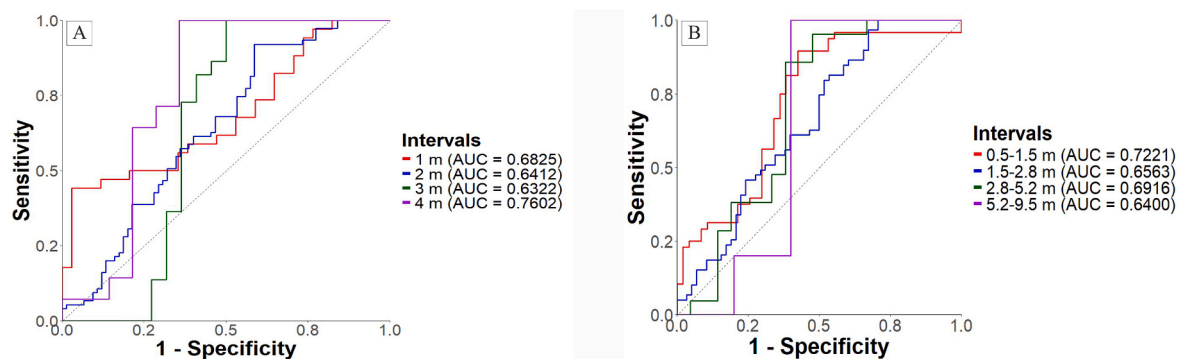 A
1.0
0.8
0.5
0.2
0.0
Sensitivity
0.0 0.2 0.5 0.8 1.0
1 - Specificity
Intervals
1 m (AUC = 0.6825)
2 m (AUC = 0.6412)
3 m (AUC = 0.6322)
4 m (AUC = 0.7602)
B
1.0
0.8
0.5
0.2
0.0
Sensitivity
0.0 0.2 0.5 0.8 1.0
1 - Specificity
Intervals
0.5-1.5 m (AUC = 0.7221)
1.5-2.8 m (AUC = 0.6563)
2.8-5.2 m (AUC = 0.6916)
5.2-9.5 m (AUC = 0.6400)